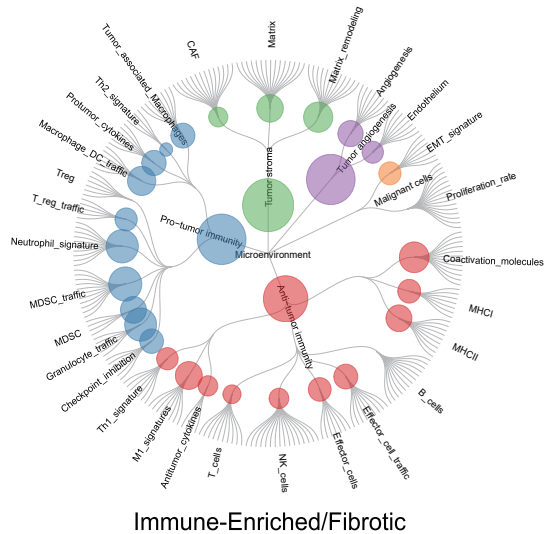 Matrix
CAF
Matrix_remodeling
Tumor_associated_Macrophages
Angiogenesis
Th2_signature
Endothelium
Protumor_cytokines
EMT_signature
Macrophage_DC_traffic
Tumor angiogenesis
Treg
Tumor stroma
Malignant cells
Proliferation_rate
T_reg_traffic
Pro-tumor immunity
Neutrophil_signature
Microenvironment
Coactivation_molecules
MDSC_traffic
Anti-tumor immunity
MHCI
MDSC
MHCII
Granulocyte_traffic
Checkpoint_inhibition
Th1_signature
B_cells
M1_signatures
Antitumor_cytokines
T_cells
NK_cells
Effector_cells
Effector_cell_traffic
Immune-Enriched/Fibrotic